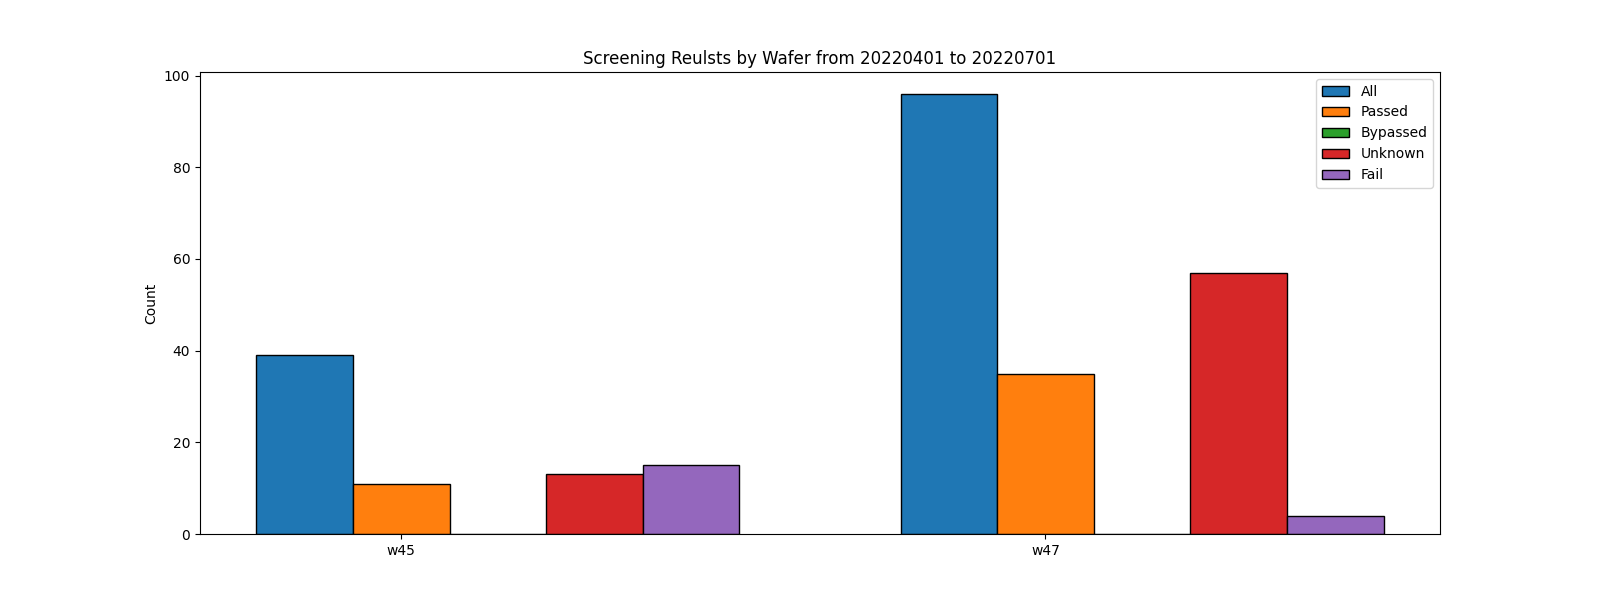 Screening Reulsts by Wafer from 20220401 to 20220701
100
80
60
40
20
0
Count
All
Passed
Bypassed
Unknown
Fail
w45
w47